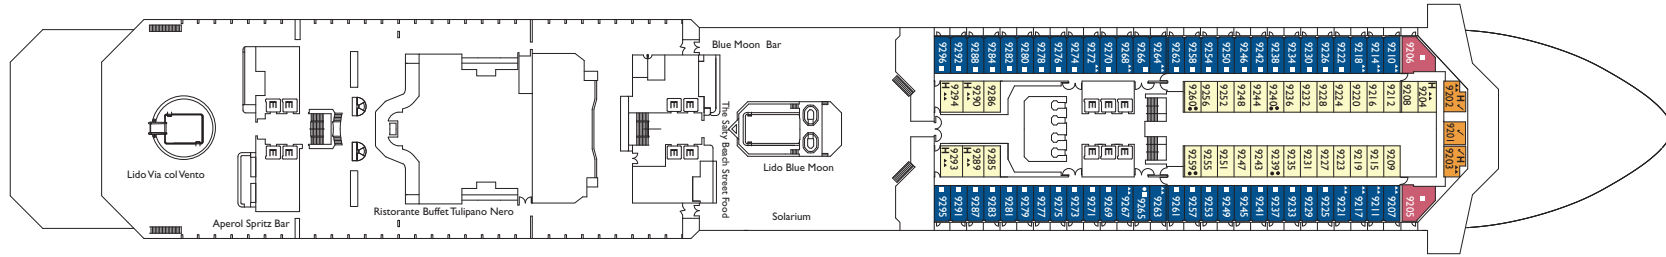 Blue Moon Bar
9296 9292 9288 9284 9282 9280 9278 9276 9274 9272 9270 9268 9266 9264 9262 9258 9254 9250 9246 9242 9238 9234 9230 9226 9222 9218 9214 9210 9206
H 9294 H 9290 9286 9260 9256 9252 9248 9244 9240 9236 9232 9228 9224 9220 9216 9212 9208 H 9204 H 9202
E E E E E E E E E E
The Salty Beach Street Food
9201
E E E E E E E E E E
H 9293 H 9289 9285 9259 9255 9251 9247 9243 9239 9235 9231 9227 9223 9219 9215 9209 H 9203
Lido Via col Vento
Lido Blue Moon
9295 9291 9287 9283 9281 9279 9277 9275 9273 9271 9269 9267 9265 9263 9261 9257 9253 9249 9245 9241 9237 9233 9229 9225 9221 9217 9211 9207 9205
Ristorante Buffet Tulipano Nero
Solarium
Aperol Spritz Bar